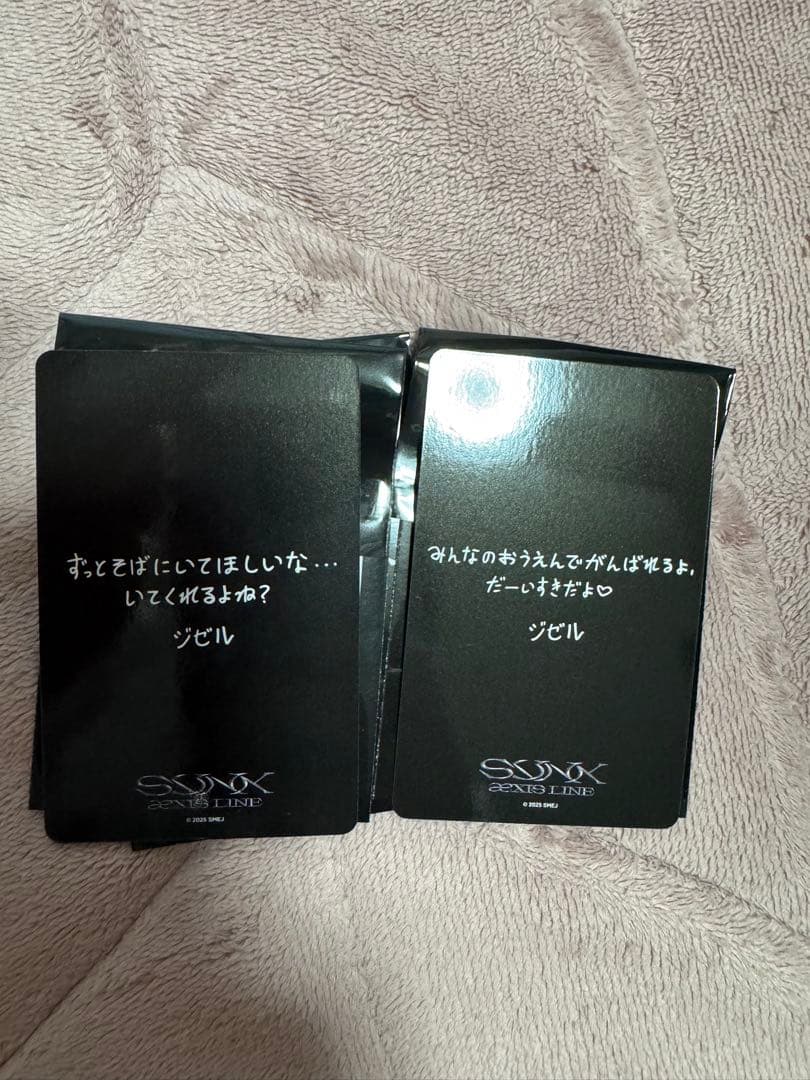 ずっとそばにいてほしいな...
いてくれるよね?
ジゼル
SYNK
æXIS LINE
© 2025 SMEJ
みんなのおうえんでがんばれるよ、
だーいすきだよ♡
ジゼル
SYNK
æXIS LINE
© 2025 SMEJ